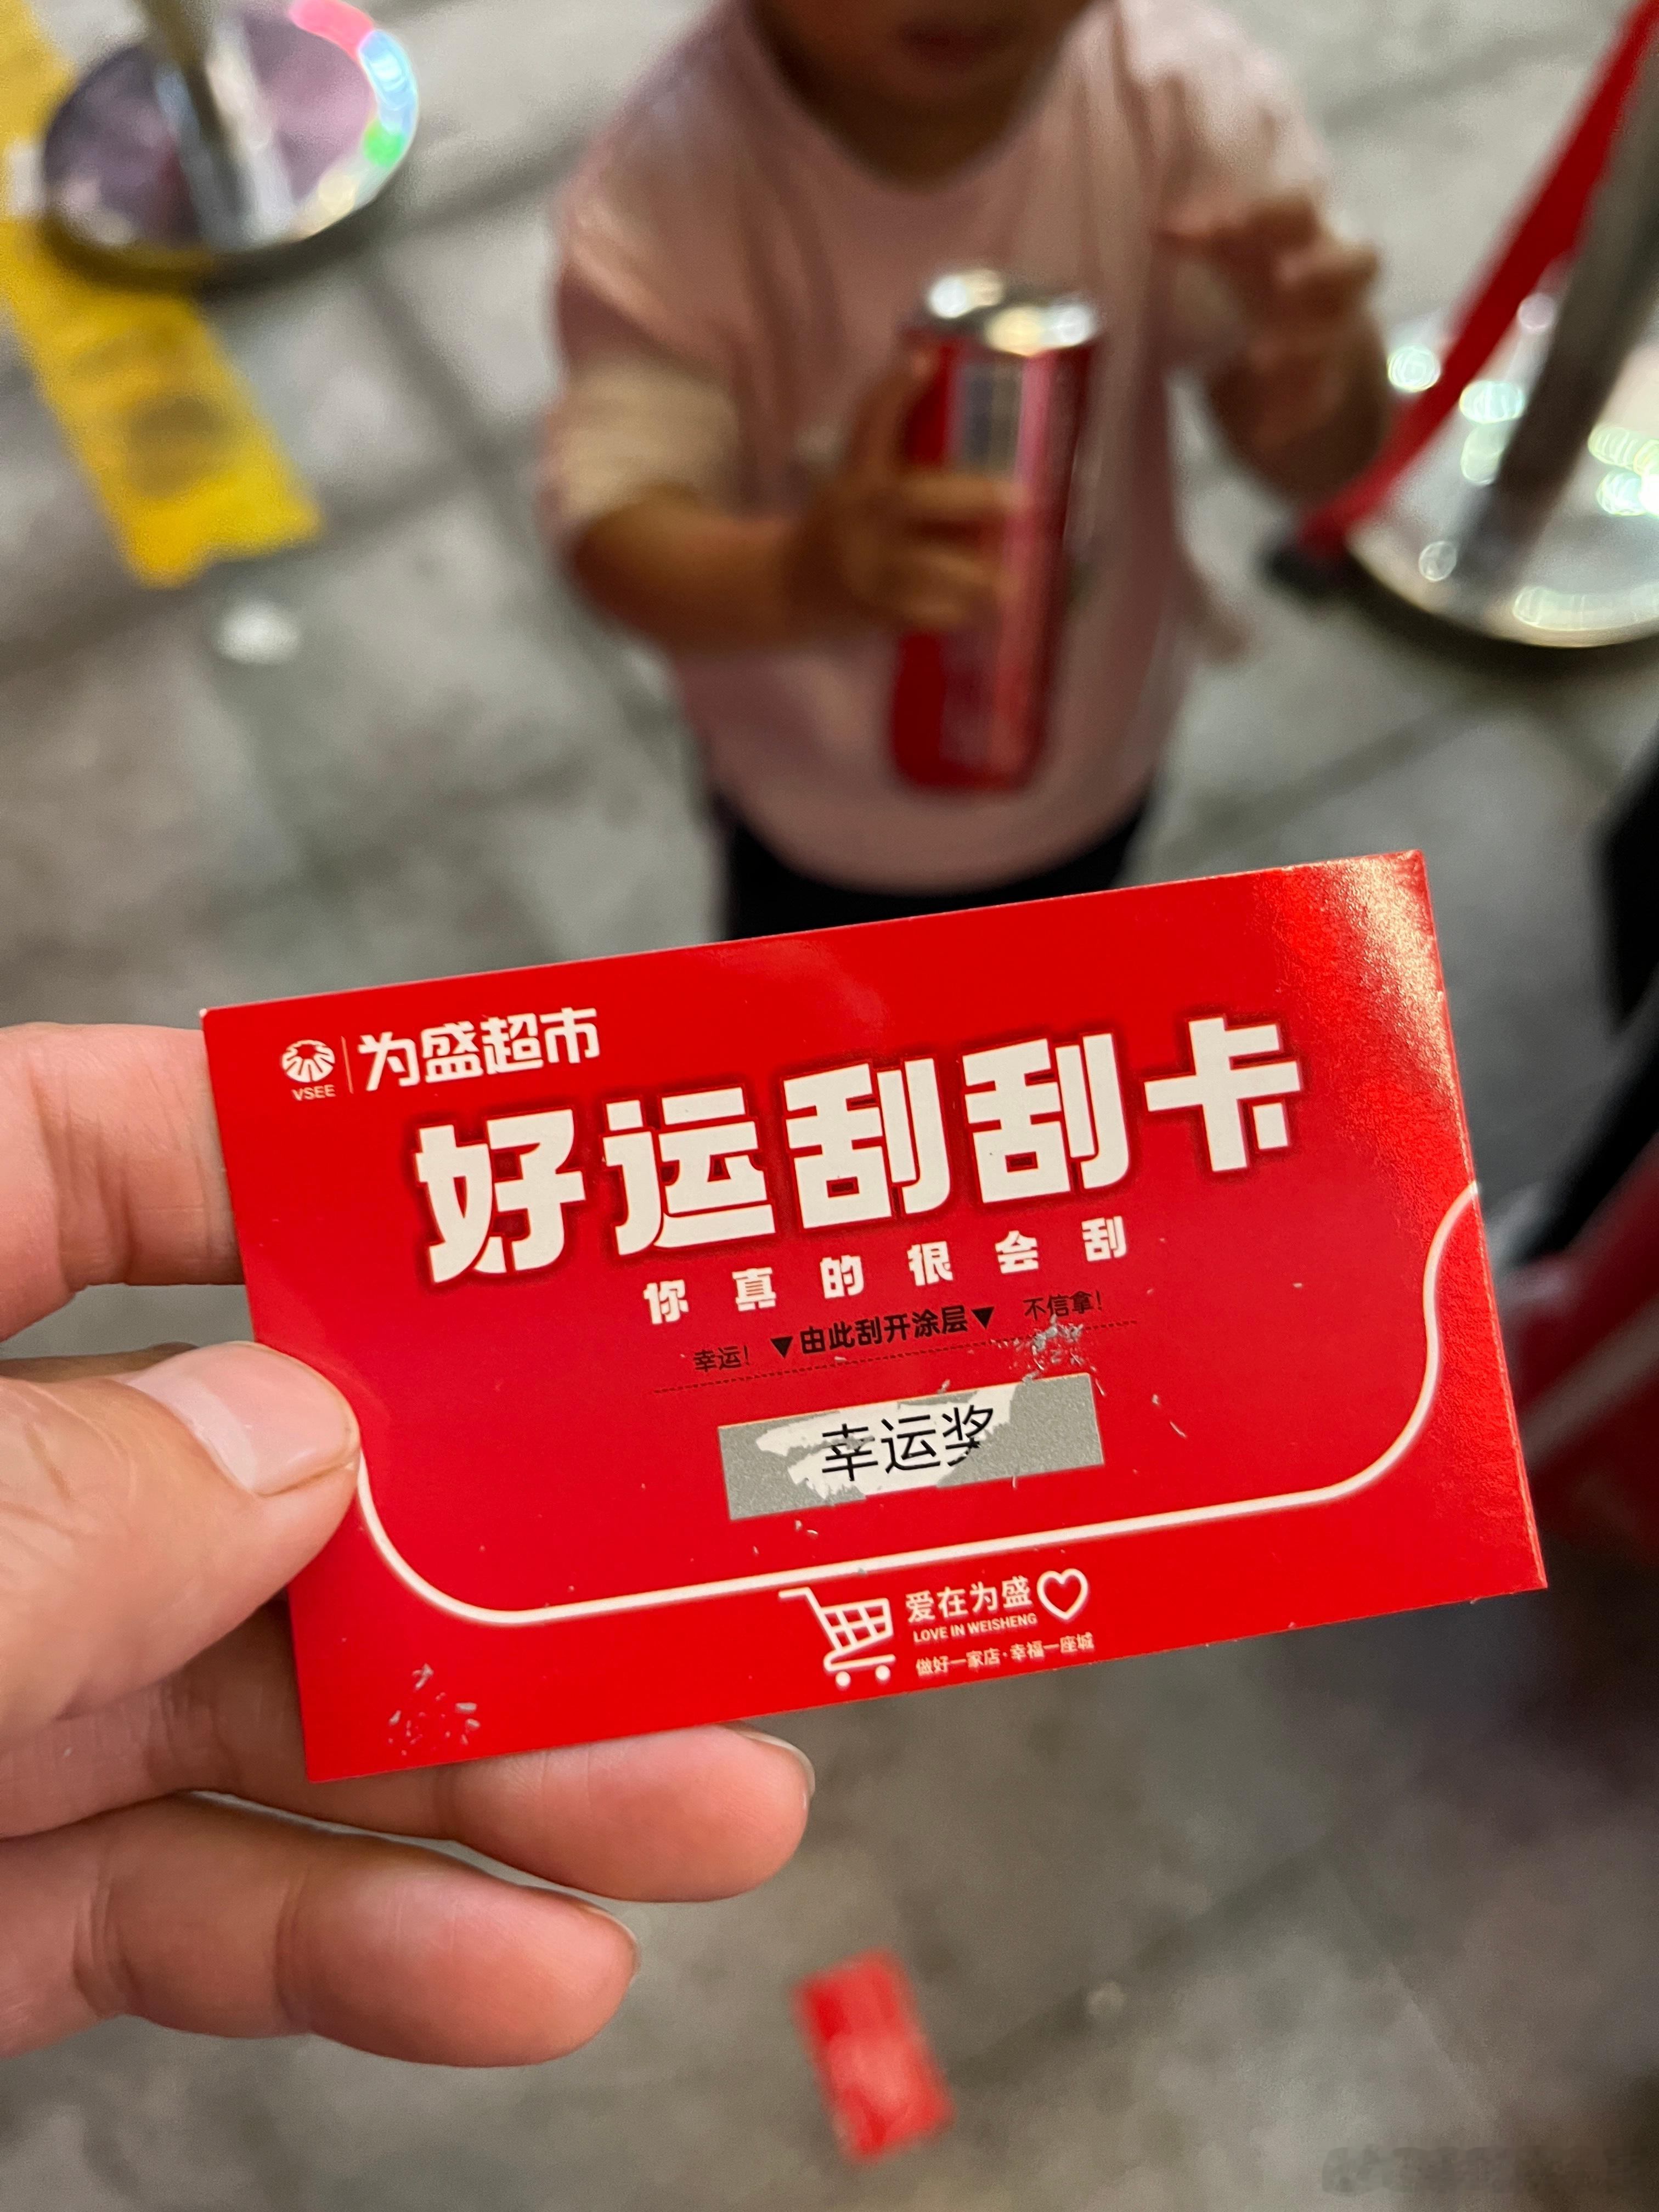 VSEE
为盛超市
好运刮刮卡
你真的很会刮
幸运! ▼由此刮开涂层▼ 不信拿!
幸运奖
爱在为盛
LOVE IN WEISHENG
做好一家店·幸福一座城